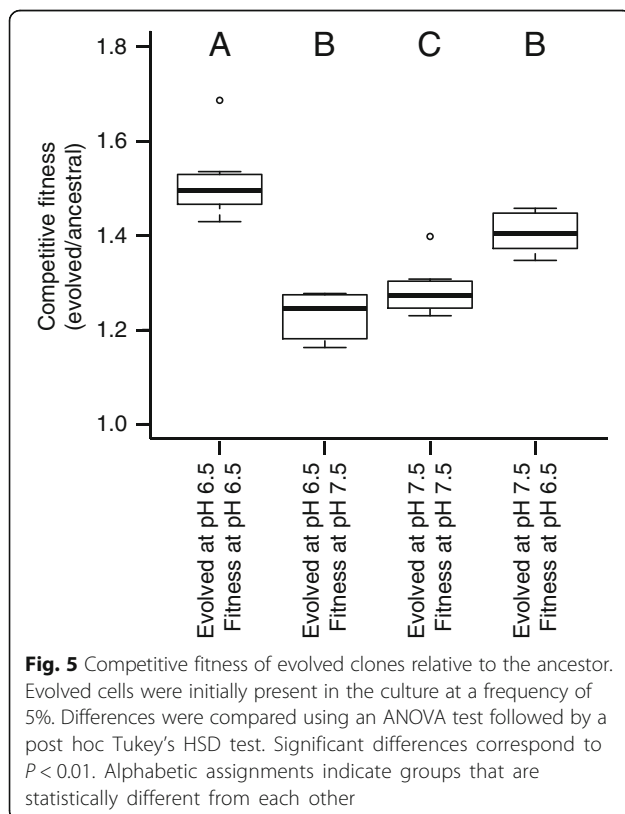 A B C B
1.8
1.6
1.4
1.2
1.0
Competitive fitness
(evolved/ancestral)
Evolved at pH 6.5
Fitness at pH 6.5
Evolved at pH 6.5
Fitness at pH 7.5
Evolved at pH 7.5
Fitness at pH 7.5
Evolved at pH 7.5
Fitness at pH 6.5
Fig. 5 Competitive fitness of evolved clones relative to the ancestor.
Evolved cells were initially present in the culture at a frequency of
5%. Differences were compared using an ANOVA test followed by a
post hoc Tukey's HSD test. Significant differences correspond to
P < 0.01. Alphabetic assignments indicate groups that are
statistically different from each other